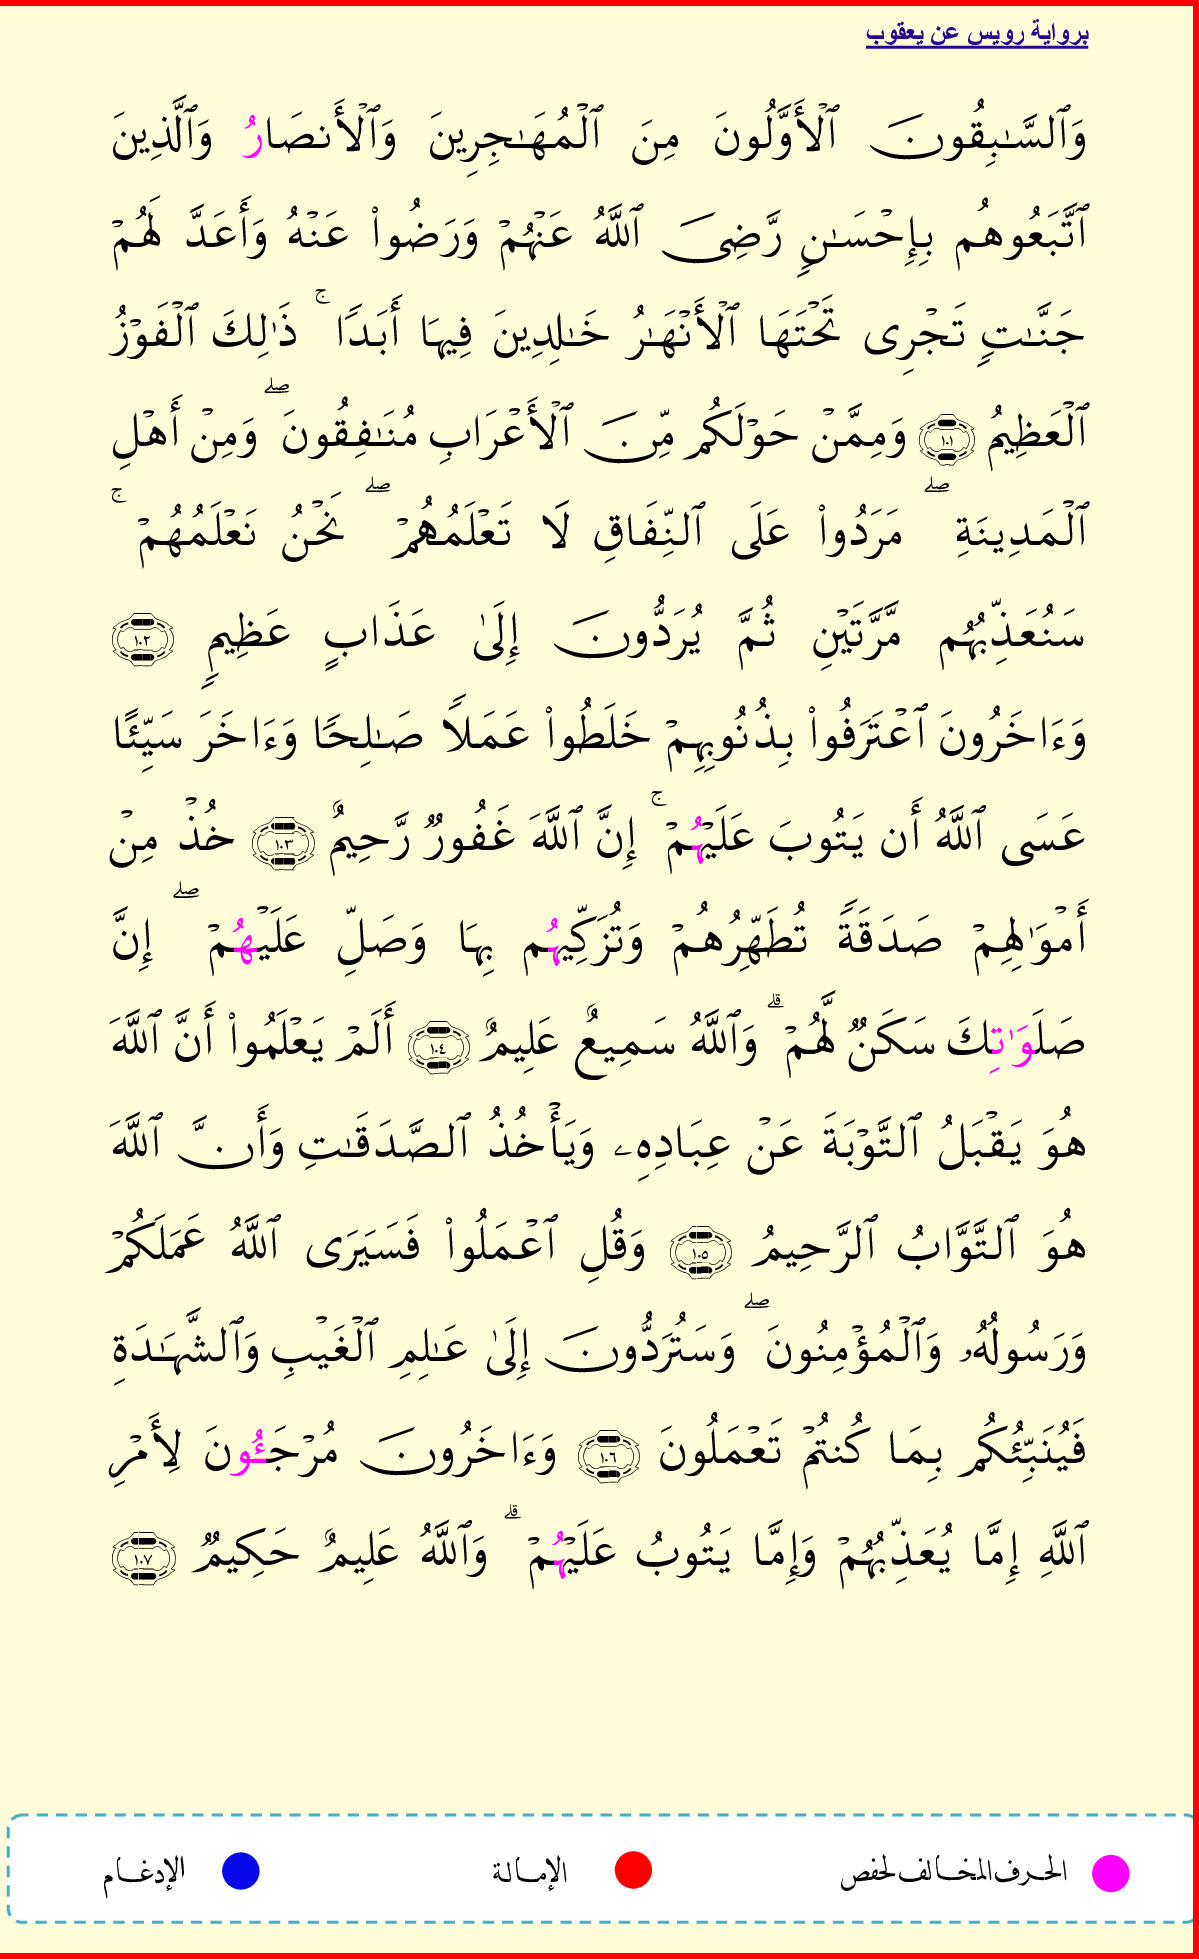 برواية رويس عن يعقوب
وَٱلسَّـٰبِقُونَ ٱلۡأَوَّلُونَ مِنَ ٱلۡمُهَـٰجِرِينَ وَٱلۡأَنصَارُ وَٱلَّذِينَ
ٱتَّبَعُوهُم بِإِحۡسَـٰنٍ رَّضِىَ ٱللَّهُ عَنۡهُمۡ وَرَضُوا۟ عَنۡهُ وَأَعَدَّ لَهُمۡ
جَنَّـٰتٍ تَجۡرِى تَحۡتَهَا ٱلۡأَنۡهَـٰرُ خَـٰلِدِينَ فِيهَا أَبَدًا ۚ ذَٰلِكَ ٱلۡفَوۡزُ
ٱلۡعَظِيمُ ١٠١ وَمِمَّنۡ حَوۡلَكُم مِّنَ ٱلۡأَعۡرَابِ مُنَـٰفِقُونَ ۖ وَمِنۡ أَهۡلِ
ٱلۡمَدِينَةِ ۖ مَرَدُوا۟ عَلَى ٱلنِّفَاقِ لَا تَعۡلَمُهُمۡ ۖ نَحۡنُ نَعۡلَمُهُمۡ ۚ
سَنُعَذِّبُهُم مَّرَّتَيۡنِ ثُمَّ يُرَدُّونَ إِلَىٰ عَذَابٍ عَظِيمٍ ١٠٢
وَءَاخَرُونَ ٱعۡتَرَفُوا۟ بِذُنُوبِهِمۡ خَلَطُوا۟ عَمَلًا صَـٰلِحًا وَءَاخَرَ سَيِّئًا
عَسَى ٱللَّهُ أَن يَتُوبَ عَلَيۡهُمۡ ۚ إِنَّ ٱللَّهَ غَفُورٌ رَّحِيمٌ ١٠٣ خُذۡ مِنۡ
أَمۡوَٰلِهِمۡ صَدَقَةً تُطَهِّرُهُمۡ وَتُزَكِّيهُم بِهَا وَصَلِّ عَلَيۡهُمۡ ۖ إِنَّ
صَلَوَٰتِكَ سَكَنٌ لَّهُمۡ ۗ وَٱللَّهُ سَمِيعٌ عَلِيمٌ ١٠٤ أَلَمۡ يَعۡلَمُوا۟ أَنَّ ٱللَّهَ
هُوَ يَقۡبَلُ ٱلتَّوۡبَةَ عَنۡ عِبَادِهِۦ وَيَأۡخُذُ ٱلصَّدَقَـٰتِ وَأَنَّ ٱللَّهَ
هُوَ ٱلتَّوَّابُ ٱلرَّحِيمُ ١٠٥ وَقُلِ ٱعۡمَلُوا۟ فَسَيَرَى ٱللَّهُ عَمَلَكُمۡ
وَرَسُولُهُۥ وَٱلۡمُؤۡمِنُونَ ۖ وَسَتُرَدُّونَ إِلَىٰ عَـٰلِمِ ٱلۡغَيۡبِ وَٱلشَّهَـٰدَةِ
فَيُنَبِّئُكُم بِمَا كُنتُمۡ تَعۡمَلُونَ ١٠٦ وَءَاخَرُونَ مُرۡجَـُٔونَ لِأَمۡرِ
ٱللَّهِ إِمَّا يُعَذِّبُهُمۡ وَإِمَّا يَتُوبُ عَلَيۡهُمۡ ۗ وَٱللَّهُ عَلِيمٌ حَكِيمٌ ١٠٧
الحرف المخالف لحفص الإمالة الإدغام